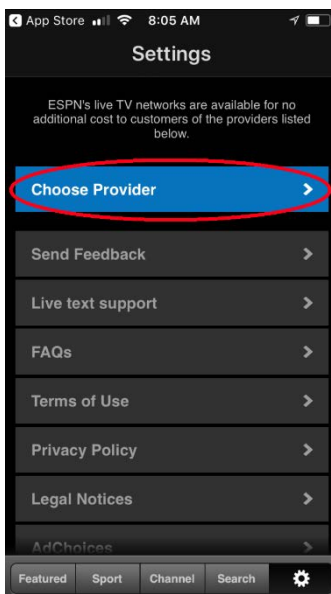 App Store 8:05 AM
Settings
ESPN's live TV networks are available for no
additional cost to customers of the providers listed
below.
Choose Provider
Send Feedback
Live text support
FAQs
Terms of Use
Privacy Policy
Legal Notices
AdChoices
Featured Sport Channel Search